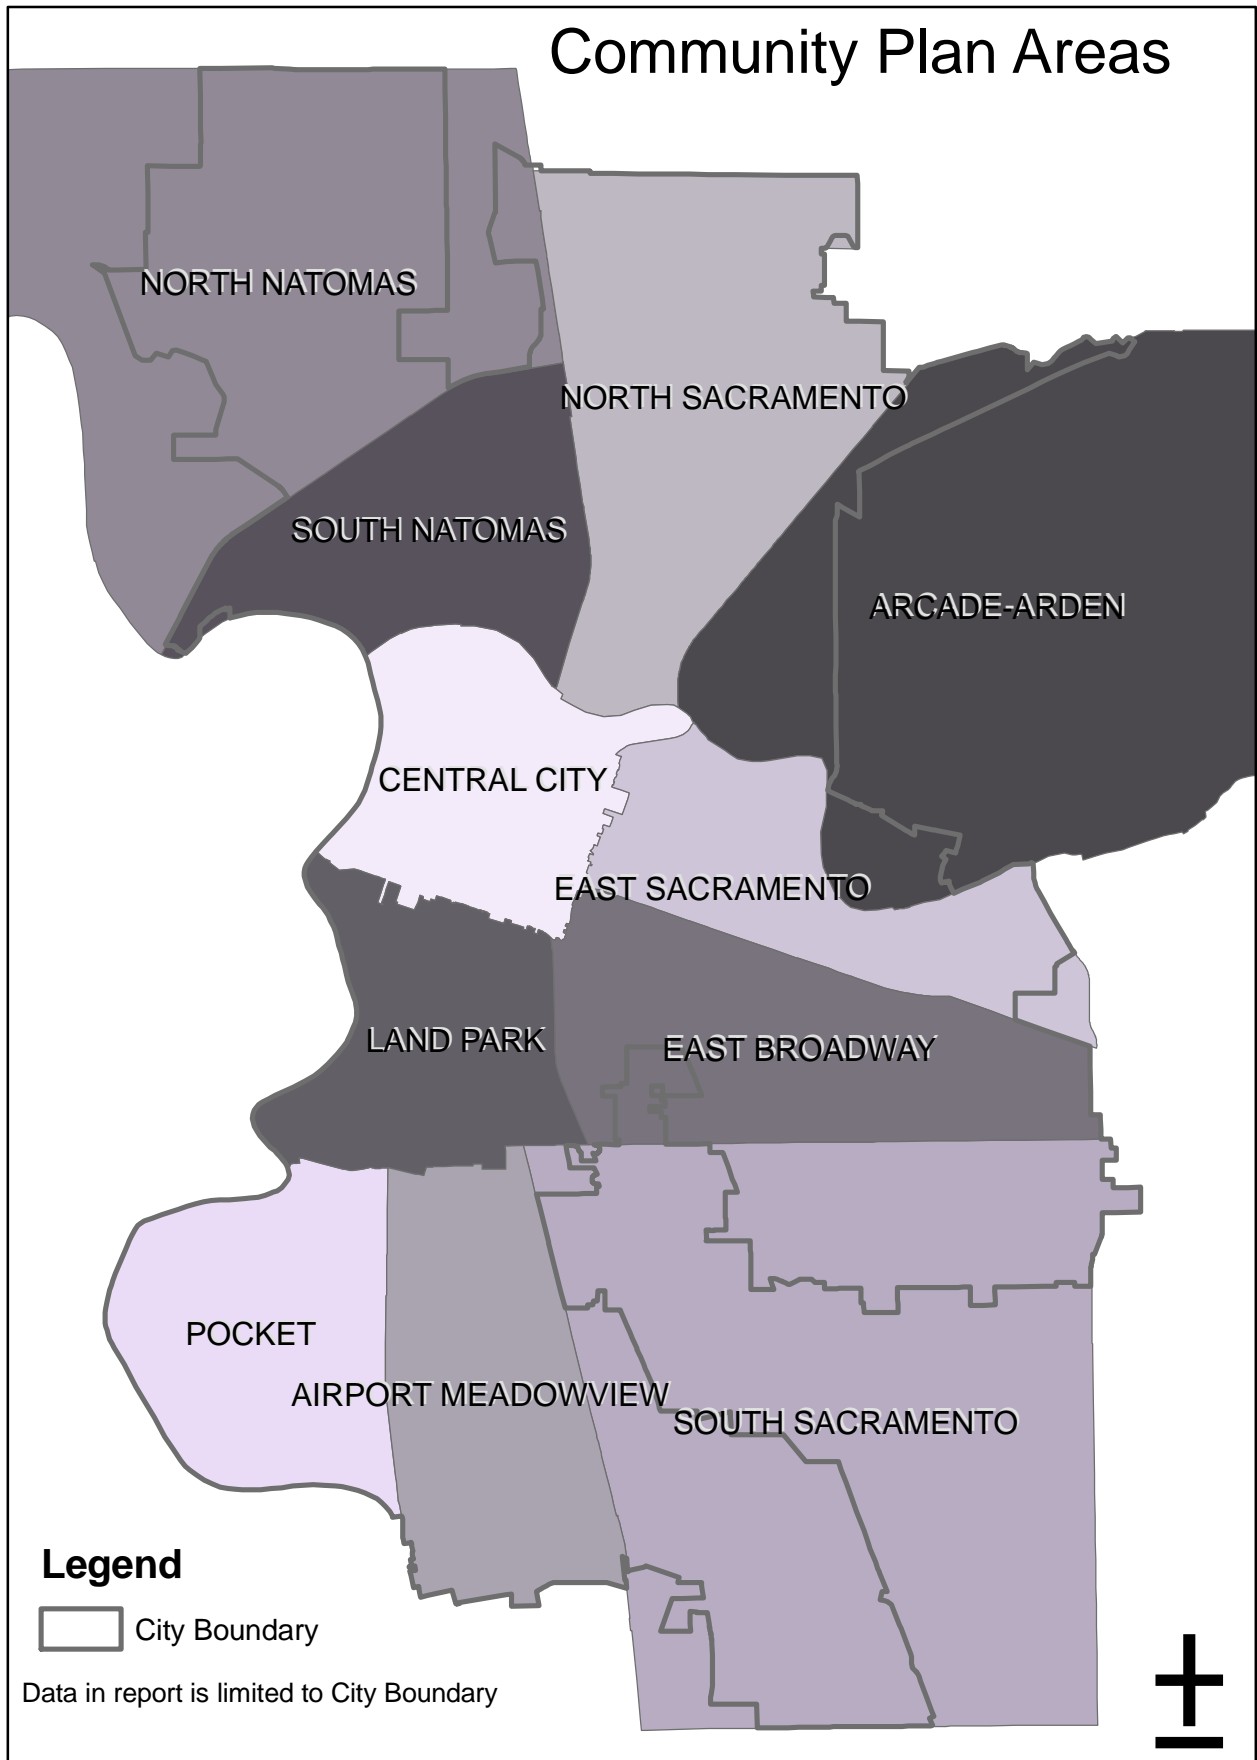 Community Plan Areas
NORTH NATOMAS
NORTH SACRAMENTO
SOUTH NATOMAS
ARCADE-ARDEN
CENTRAL CITY
EAST SACRAMENTO
LAND PARK
EAST BROADWAY
POCKET
AIRPORT MEADOWVIEW
SOUTH SACRAMENTO
Legend
City Boundary
Data in report is limited to City Boundary